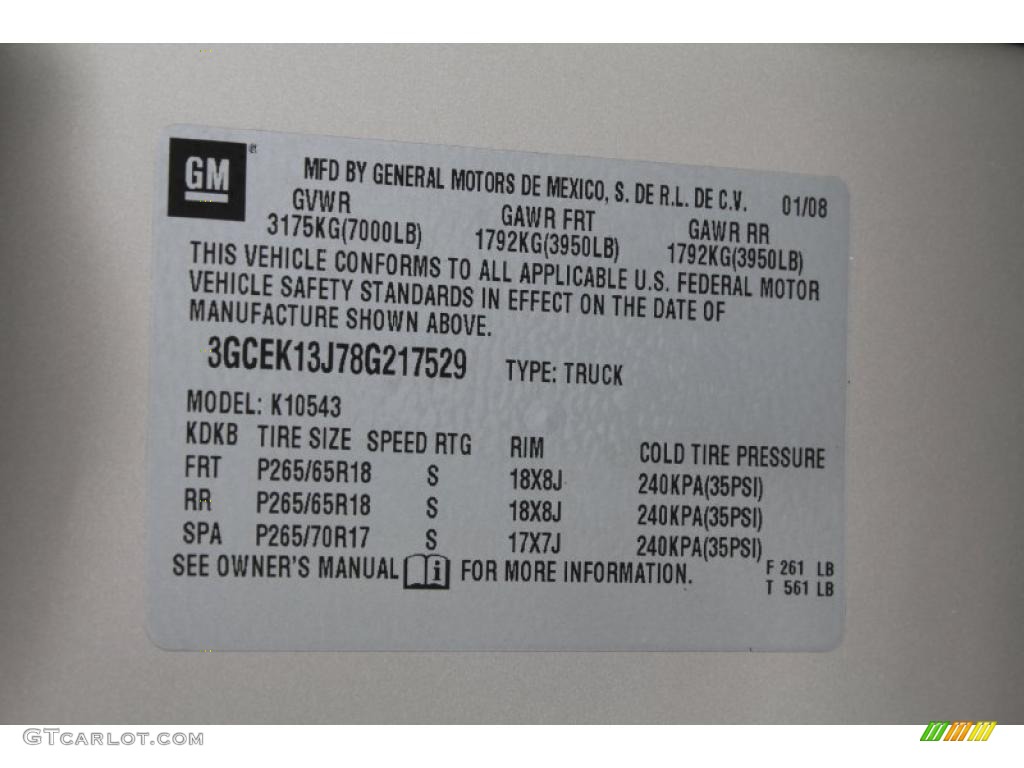 GM ®
MFD BY GENERAL MOTORS DE MEXICO, S. DE R.L. DE C.V. 01/08
GVWR GAWR FRT GAWR RR
3175KG(7000LB) 1792KG(3950LB) 1792KG(3950LB)
THIS VEHICLE CONFORMS TO ALL APPLICABLE U.S. FEDERAL MOTOR
VEHICLE SAFETY STANDARDS IN EFFECT ON THE DATE OF
MANUFACTURE SHOWN ABOVE.
3GCEK13J78G217529 TYPE: TRUCK
MODEL: K10543
KDKB TIRE SIZE SPEED RTG RIM COLD TIRE PRESSURE
FRT P265/65R18 S 18X8J 240KPA(35PSI)
RR P265/65R18 S 18X8J 240KPA(35PSI)
SPA P265/70R17 S 17X7J 240KPA(35PSI)
SEE OWNER'S MANUAL i FOR MORE INFORMATION.
F 261 LB
T 561 LB
GTCARLOT.COM